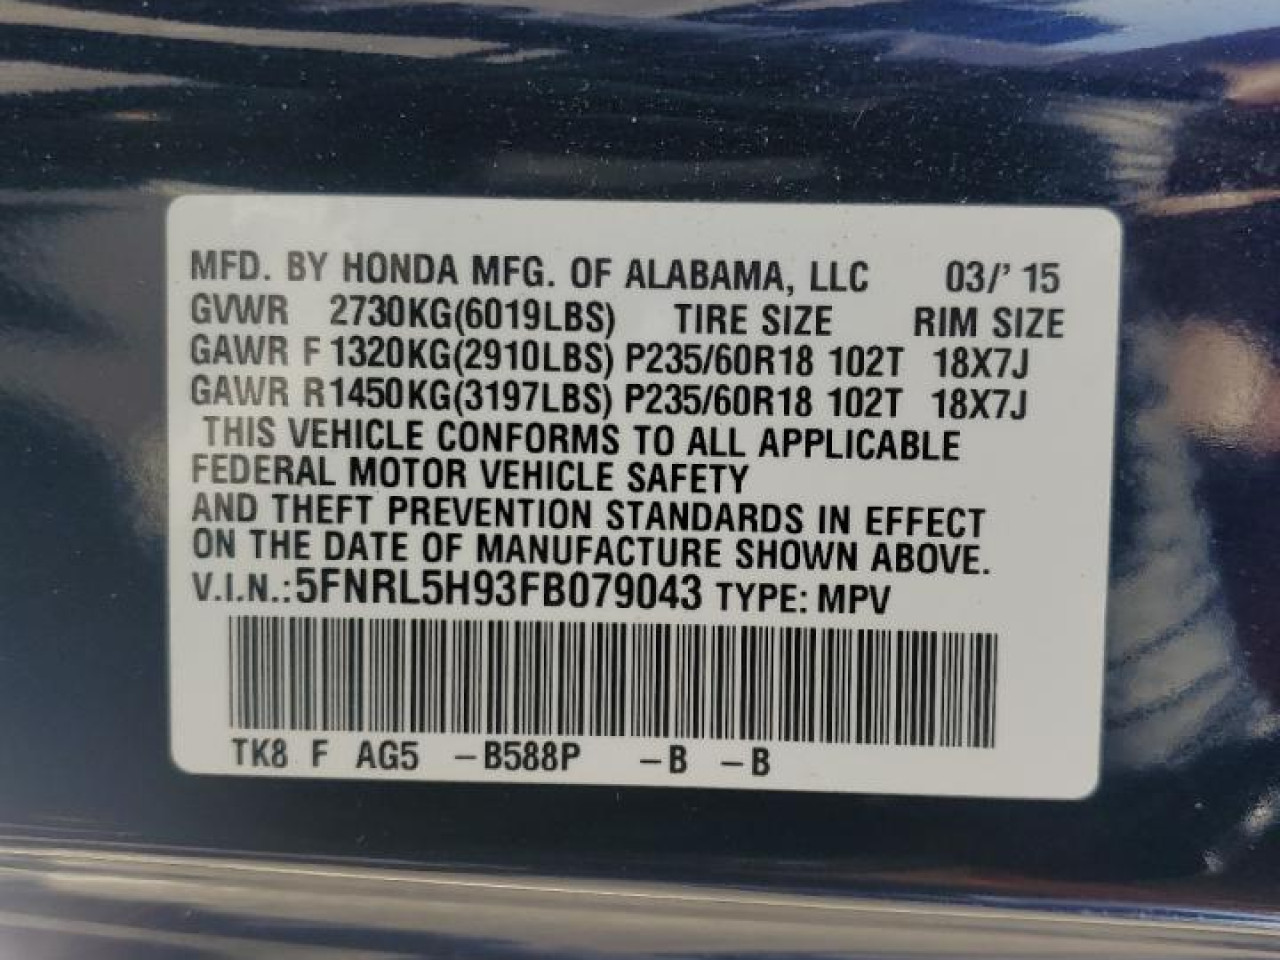 MFD. BY HONDA MFG. OF ALABAMA, LLC 03/' 15
GVWR 2730KG(6019LBS) TIRE SIZE RIM SIZE
GAWR F 1320KG(2910LBS) P235/60R18 102T 18X7J
GAWR R 1450KG(3197LBS) P235/60R18 102T 18X7J
THIS VEHICLE CONFORMS TO ALL APPLICABLE
FEDERAL MOTOR VEHICLE SAFETY
AND THEFT PREVENTION STANDARDS IN EFFECT
ON THE DATE OF MANUFACTURE SHOWN ABOVE.
V.I.N.: 5FNRL5H93FB079043 TYPE: MPV
TK8 F AG5 -B588P -B -B